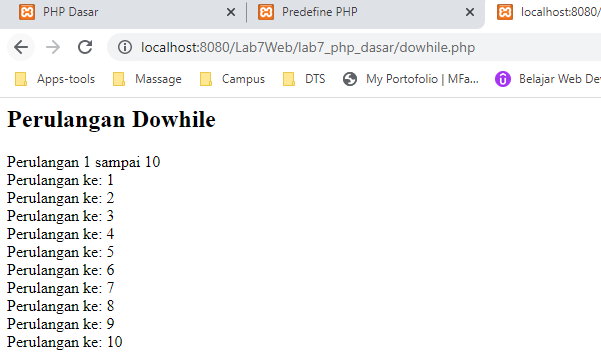 PHP Dasar
Predefine PHP
localhost:8080/
localhost:8080/Lab7Web/lab7_php_dasar/dowhile.php
Apps-tools
Massage
Campus
DTS
My Portofolio | MFa...
Belajar Web De
Perulangan Dowhile
Perulangan 1 sampai 10
Perulangan ke: 1
Perulangan ke: 2
Perulangan ke: 3
Perulangan ke: 4
Perulangan ke: 5
Perulangan ke: 6
Perulangan ke: 7
Perulangan ke: 8
Perulangan ke: 9
Perulangan ke: 10